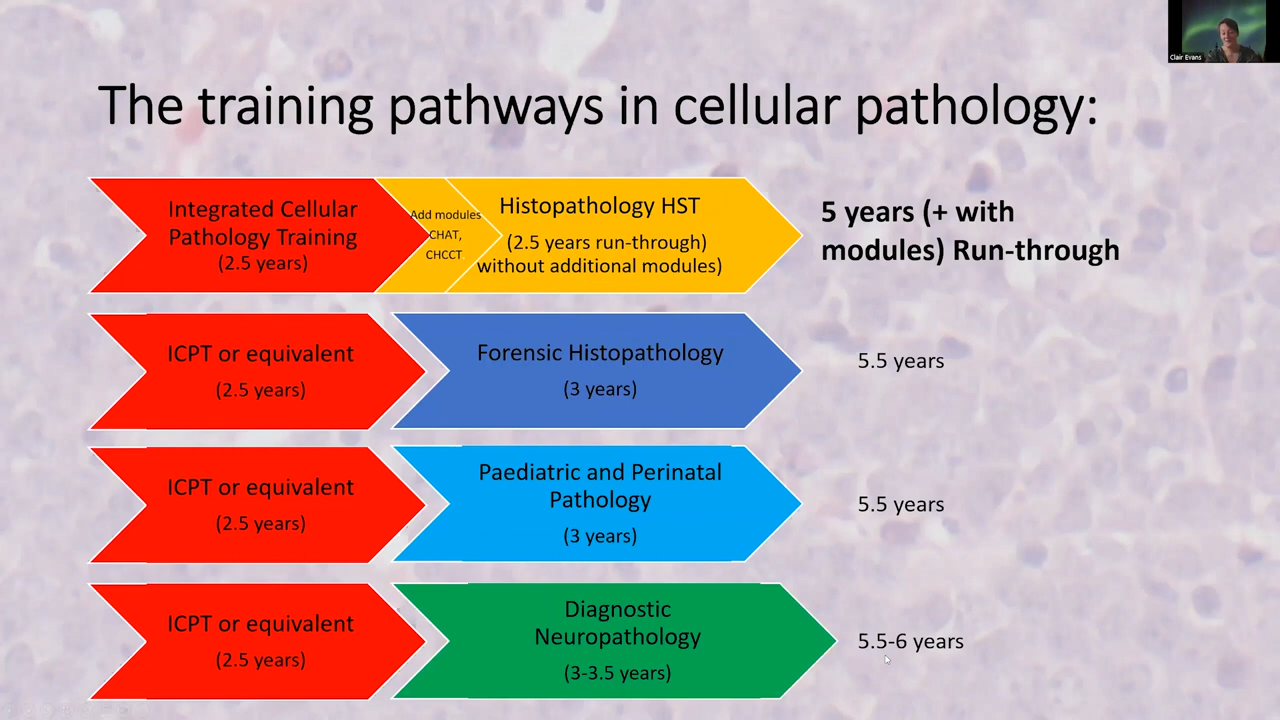 Clair Evans
The training pathways in cellular pathology:
Integrated Cellular
Pathology Training
(2.5 years)
Add modules
CHAT,
CHCCT.
Histopathology HST
(2.5 years run-through)
without additional modules)
5 years (+ with
modules) Run-through
ICPT or equivalent
(2.5 years)
Forensic Histopathology
(3 years)
5.5 years
ICPT or equivalent
(2.5 years)
Paediatric and Perinatal
Pathology
(3 years)
5.5 years
ICPT or equivalent
(2.5 years)
Diagnostic
Neuropathology
(3-3.5 years)
5.5-6 years